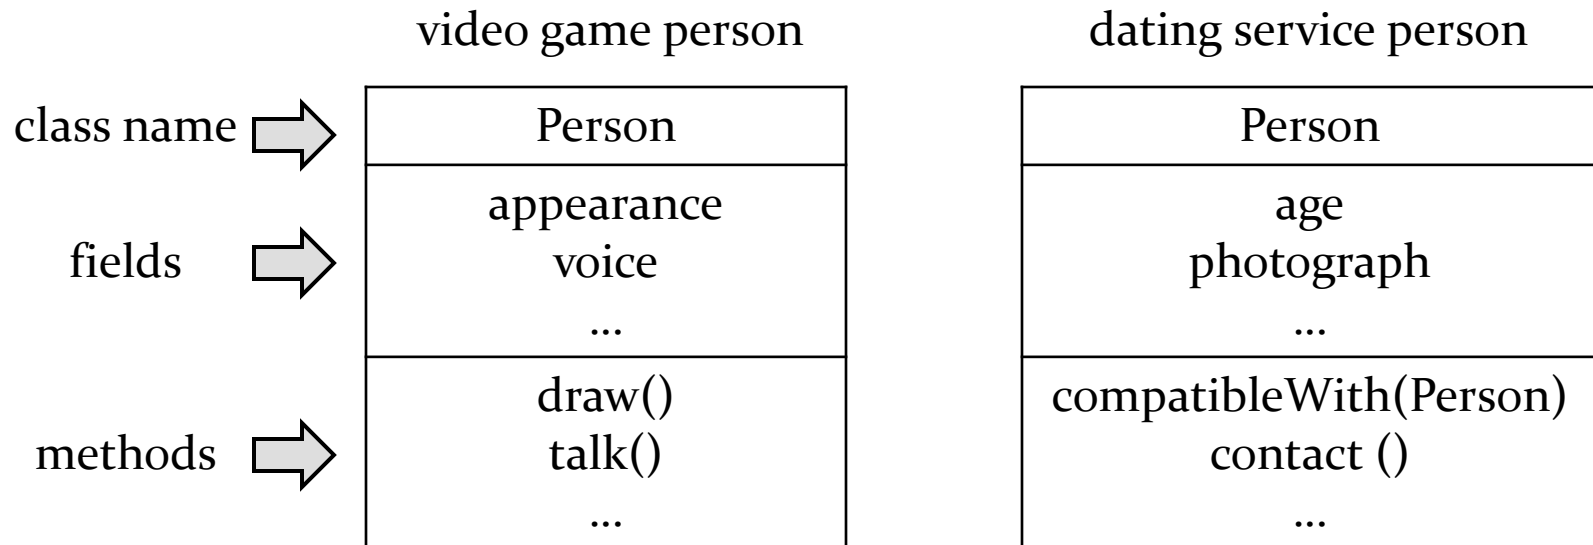 video game person
dating service person
class name
Person
Person
fields
appearance
voice
...
age
photograph
...
methods
draw()
talk()
...
compatibleWith(Person)
contact ()
...